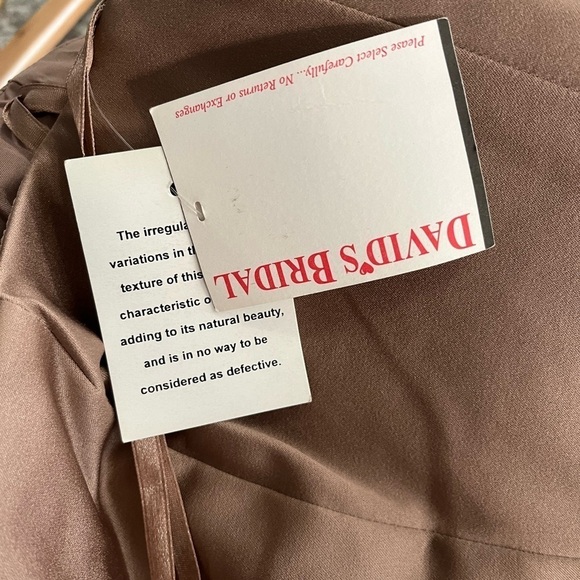 Please Select Carefully... No Returns or Exchanges
DAVID'S BRIDAL
The
variations in
texture of this
characteristic
adding to its natural beauty,
and is in no way to be
considered as defective.